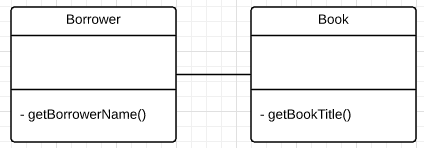 Borrower
Book
- getBorrowerName()
- getBookTitle()